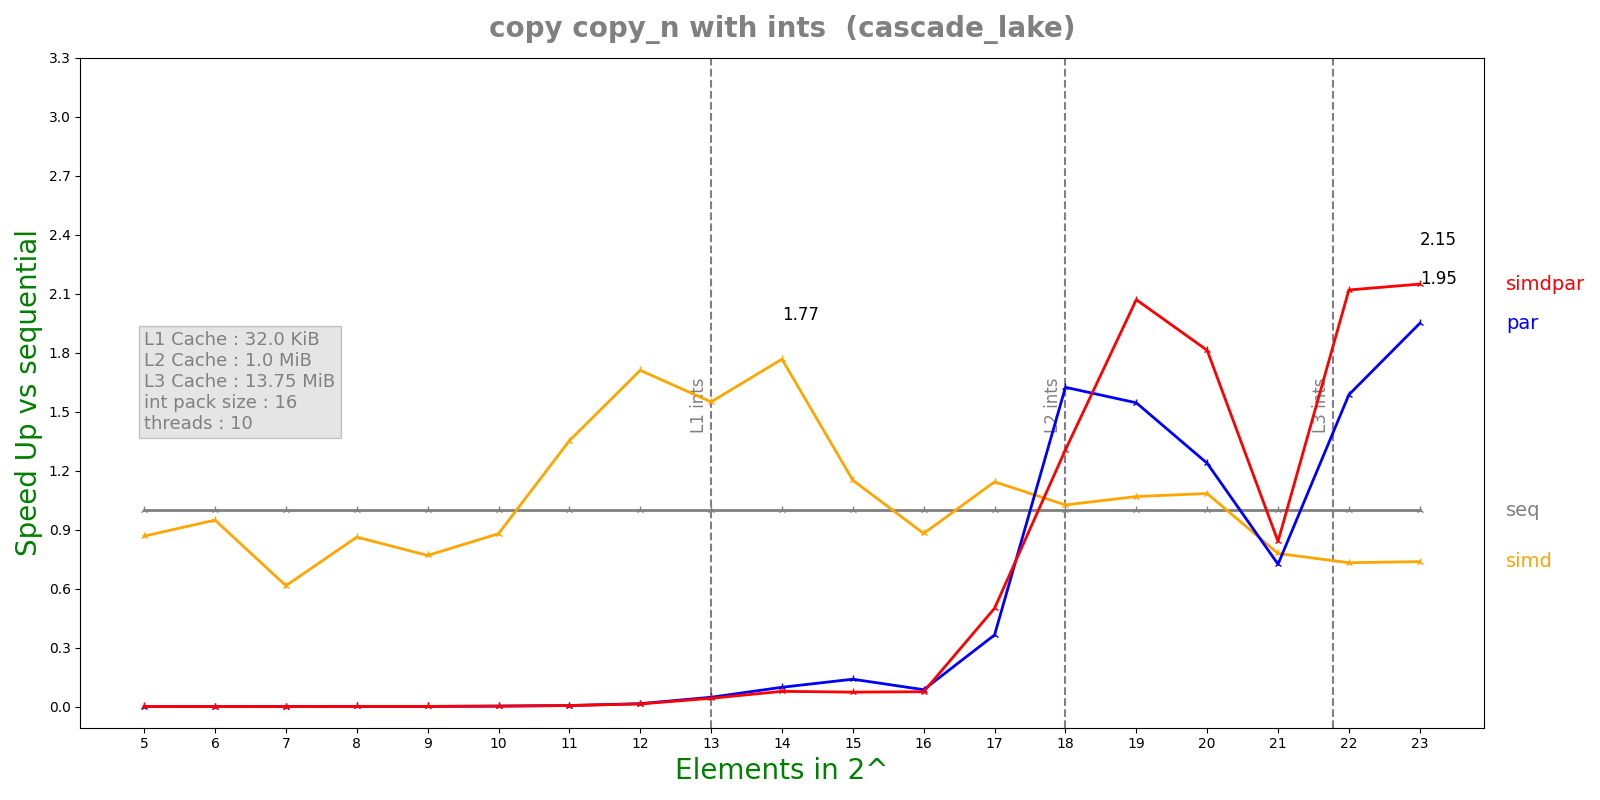 copy copy_n with ints  (cascade_lake)
Speed Up vs sequential
3.3
3.0
2.7
2.4
2.1
1.8
1.5
1.2
0.9
0.6
0.3
0.0
L1 Cache : 32.0 KiB
L2 Cache : 1.0 MiB
L3 Cache : 13.75 MiB
int pack size : 16
threads : 10
L1 ints
L2 ints
L3 ints
1.77
2.15
1.95
simdpar
par
seq
simd
5 6 7 8 9 10 11 12 13 14 15 16 17 18 19 20 21 22 23
Elements in 2^